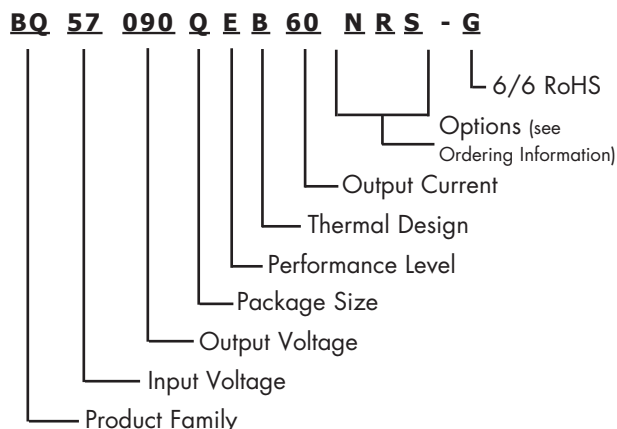 BQ 57 090 Q E B 60 N R S - G
6/6 RoHS
Options (see
Ordering Information)
Output Current
Thermal Design
Performance Level
Package Size
Output Voltage
Input Voltage
Product Family